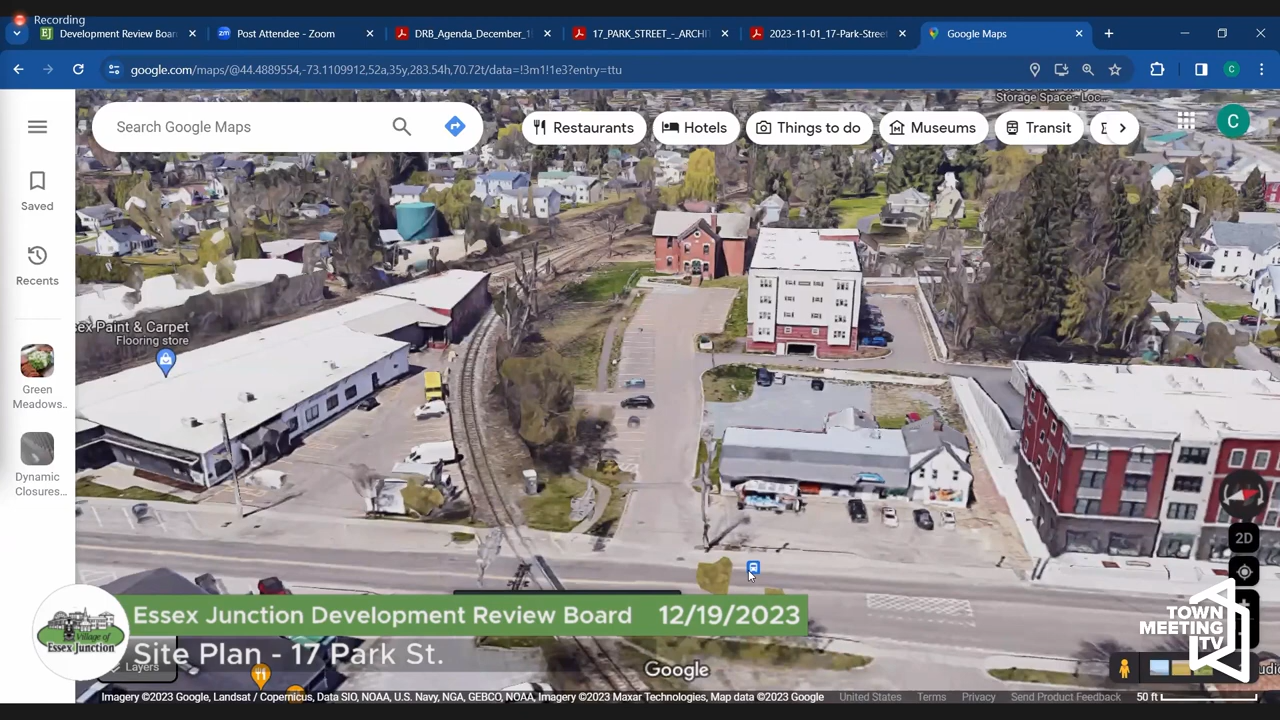 Recording
Development Review Boar
Post Attendee - Zoom
DRB_Agenda_December_1
17_PARK_STREET_-_ARCHI
2023-11-01_17-Park-Street
Google Maps
google.com/maps/@44.4889554,-73.1109912,52a,35y,283.54h,70.72t/data=!3m1!1e3?entry=ttu
C
Storage Space - Loc...
Search Google Maps
Restaurants
Hotels
Things to do
Museums
Transit
C
Saved
Recents
Green Meadows..
Dynamic Closures...
sex Paint & Carpet
Flooring store
2D
Essex Junction Development Review Board 12/19/2023
Site Plan - 17 Park St.
Village of
Essex Junction
Layers
Google
TOWN
MEETING
TV
Imagery ©2023 Google, Landsat / Copernicus, Data SIO, NOAA, U.S. Navy, NGA, GEBCO, NOAA, Imagery ©2023 Maxar Technologies, Map data ©2023 Google
United States
Terms
Privacy
Send Product Feedback
50 ft